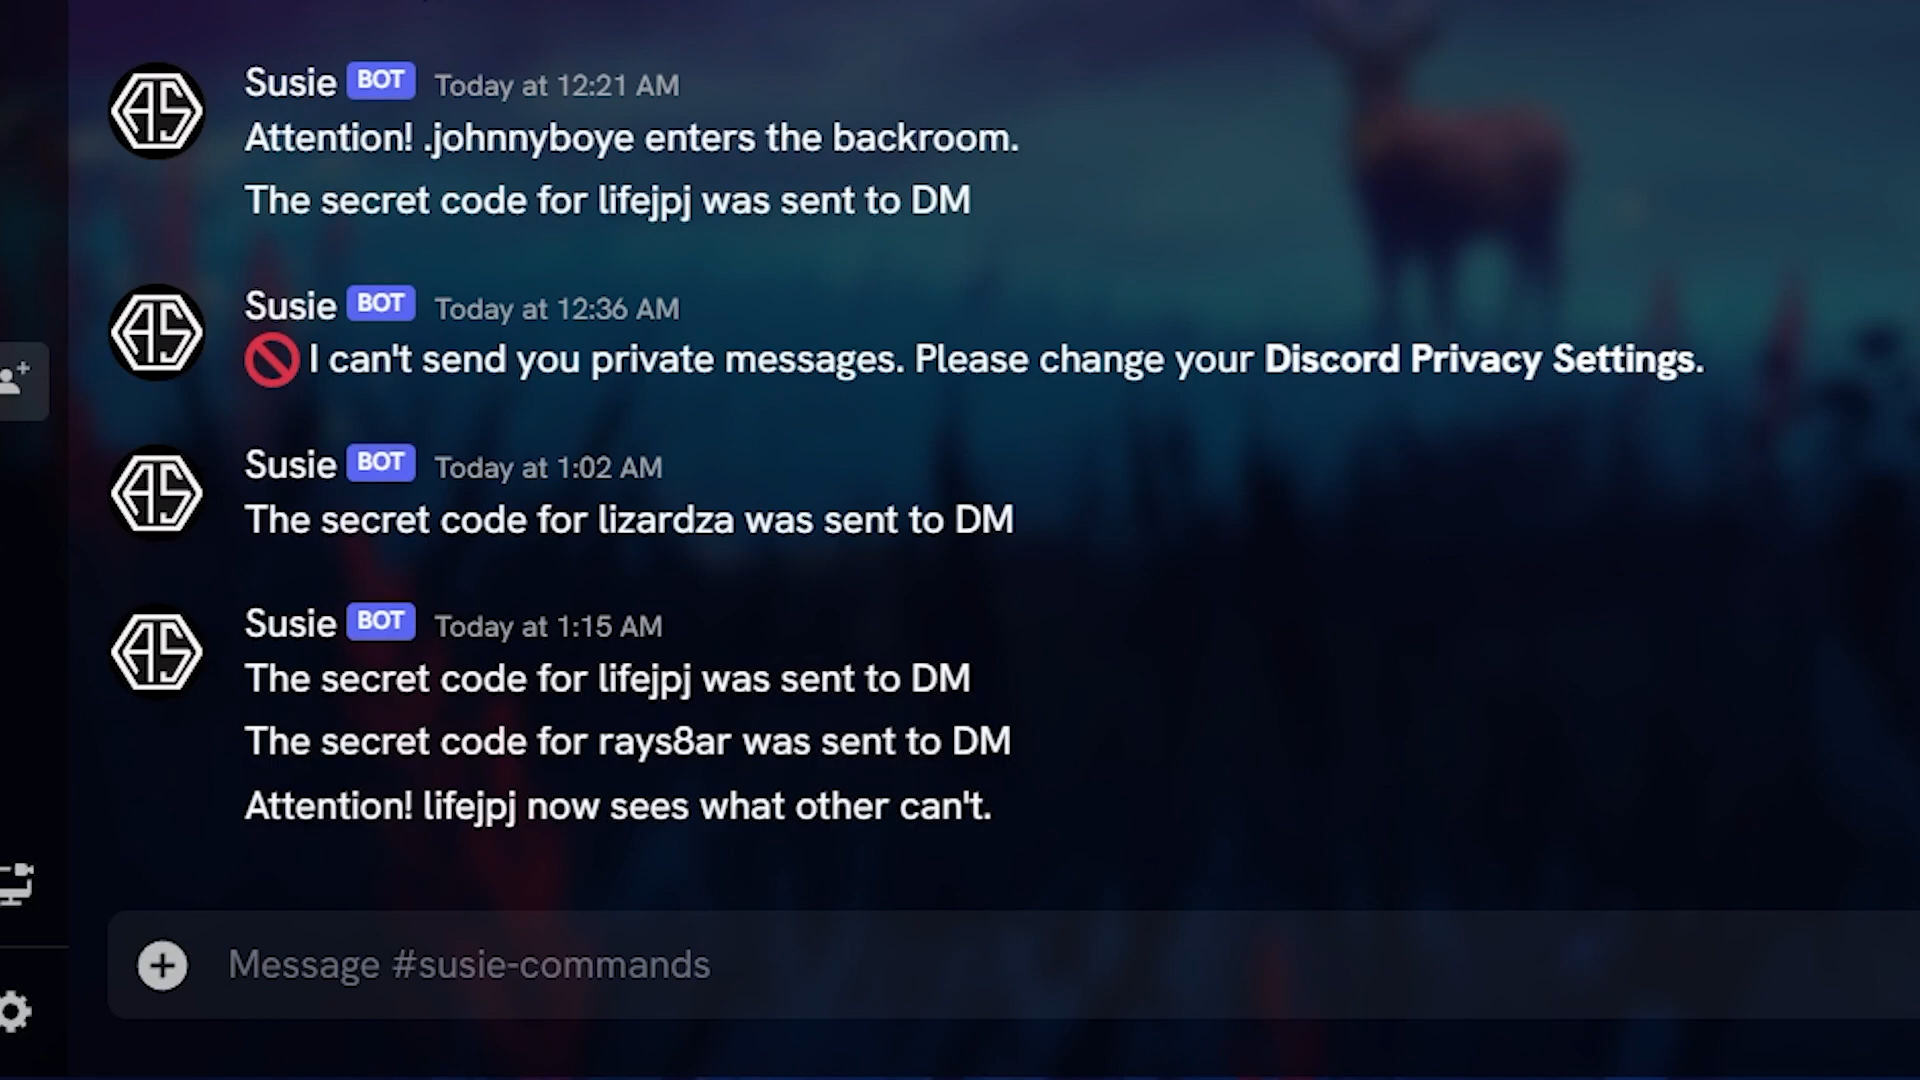 Susie BOT Today at 12:21 AM
Attention! .johnnyboye enters the backroom.
The secret code for lifejpj was sent to DM
Susie BOT Today at 12:36 AM
🚫 I can't send you private messages. Please change your Discord Privacy Settings.
Susie BOT Today at 1:02 AM
The secret code for lizardza was sent to DM
Susie BOT Today at 1:15 AM
The secret code for lifejpj was sent to DM
The secret code for rays8ar was sent to DM
Attention! lifejpj now sees what other can't.
Message #susie-commands